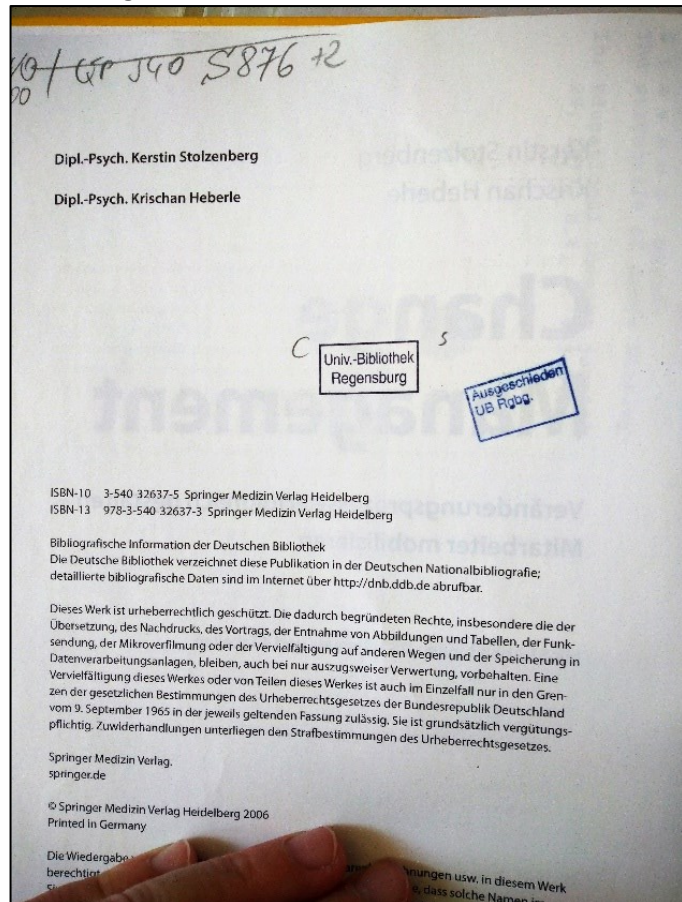 QP 340 S876 +2
Dipl.-Psych. Kerstin Stolzenberg
Dipl.-Psych. Krischan Heberle
C
s
Univ.-Bibliothek
Regensburg
Ausgeschieden
UB Rgbg.
ISBN-10 3-540 32637-5 Springer Medizin Verlag Heidelberg
ISBN-13 978-3-540 32637-3 Springer Medizin Verlag Heidelberg
Bibliografische Information der Deutschen Bibliothek
Die Deutsche Bibliothek verzeichnet diese Publikation in der Deutschen Nationalbibliografie;
detaillierte bibliografische Daten sind im Internet über http://dnb.ddb.de abrufbar.
Dieses Werk ist urheberrechtlich geschützt. Die dadurch begründeten Rechte, insbesondere die der
Übersetzung, des Nachdrucks, des Vortrags, der Entnahme von Abbildungen und Tabellen, der Funk-
sendung, der Mikroverfilmung oder der Vervielfältigung auf anderen Wegen und der Speicherung in
Datenverarbeitungsanlagen, bleiben, auch bei nur auszugsweiser Verwertung, vorbehalten. Eine
Vervielfältigung dieses Werkes oder von Teilen dieses Werkes ist auch im Einzelfall nur in den Gren-
zen der gesetzlichen Bestimmungen des Urheberrechtsgesetzes der Bundesrepublik Deutschland
vom 9. September 1965 in der jeweils geltenden Fassung zulässig. Sie ist grundsätzlich vergütungs-
pflichtig. Zuwiderhandlungen unterliegen den Strafbestimmungen des Urheberrechtsgesetzes.
Springer Medizin Verlag.
springer.de
© Springer Medizin Verlag Heidelberg 2006
Printed in Germany
Die Wiedergabe usw. in diesem Werk
dass solche Namen